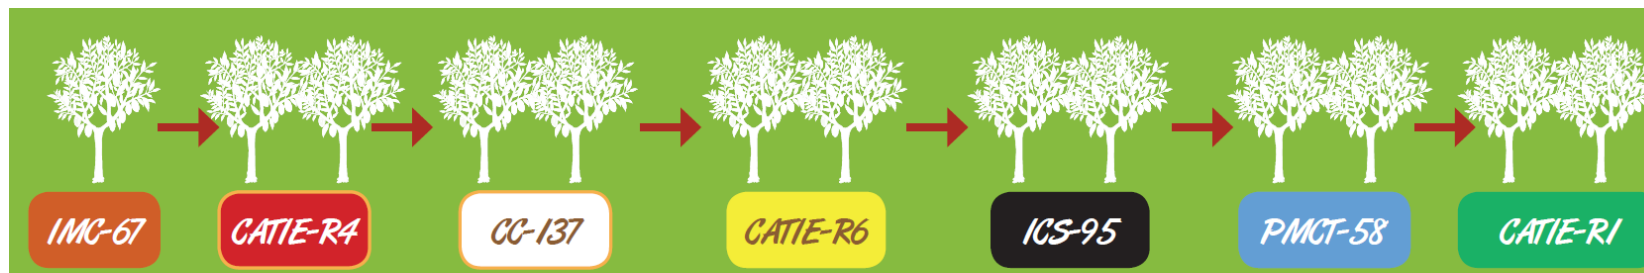 IMC-67
CATIE-R4
CC-137
CATIE-R6
ICS-95
PMCT-58
CATIE-R1